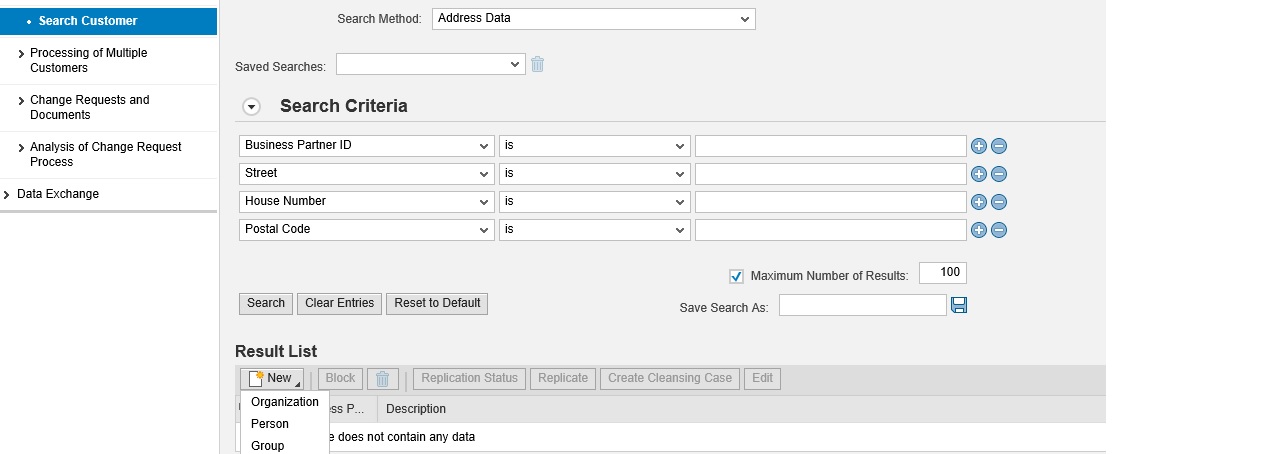 Search Customer
Processing of Multiple
Customers
Change Requests and
Documents
Analysis of Change Request
Process
Data Exchange
Search Method: Address Data
Saved Searches:
Search Criteria
Business Partner ID is
Street is
House Number is
Postal Code is
Maximum Number of Results: 100
Search Clear Entries Reset to Default
Save Search As:
Result List
New Block Replication Status Replicate Create Cleansing Case Edit
Organization
Person
Group
ss P... Description
e does not contain any data